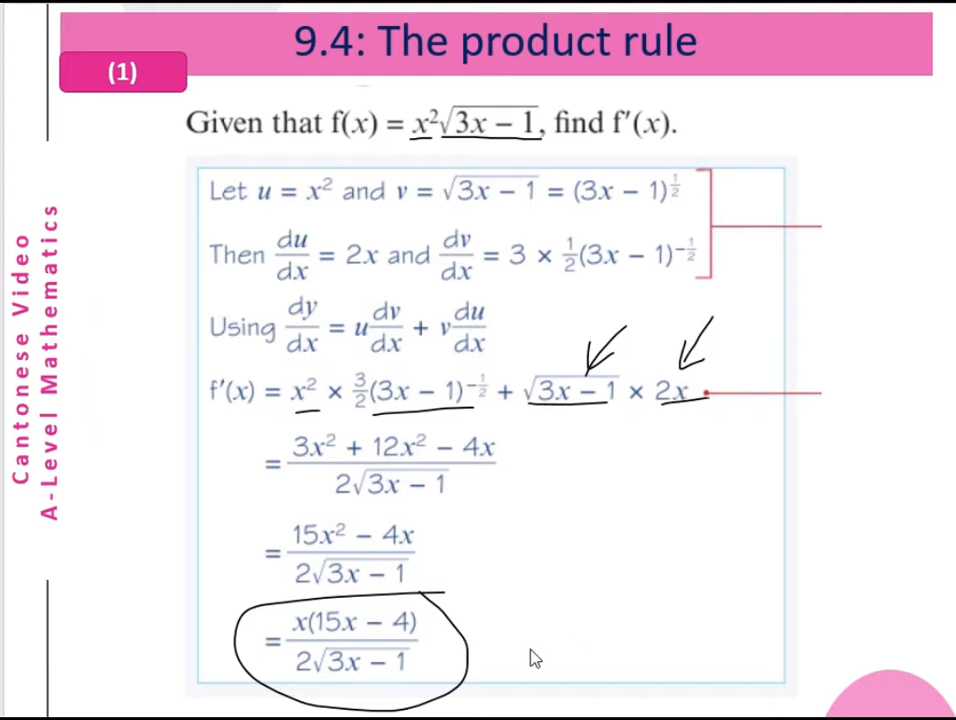 9.4: The product rule
(1)
Given that f(x) = x²√(3x − 1), find f′(x).
Let u = x² and v = √(3x − 1) = (3x − 1)^(1/2)
Then du/dx = 2x and dv/dx = 3 × 1/2(3x − 1)^(−1/2)
Using dy/dx = u dv/dx + v du/dx
f′(x) = x² × 3/2(3x − 1)^(−1/2) + √(3x − 1) × 2x
= (3x² + 12x² − 4x)/(2√(3x − 1))
= (15x² − 4x)/(2√(3x − 1))
= x(15x − 4)/(2√(3x − 1))
Cantonese Video
A-Level Mathematics